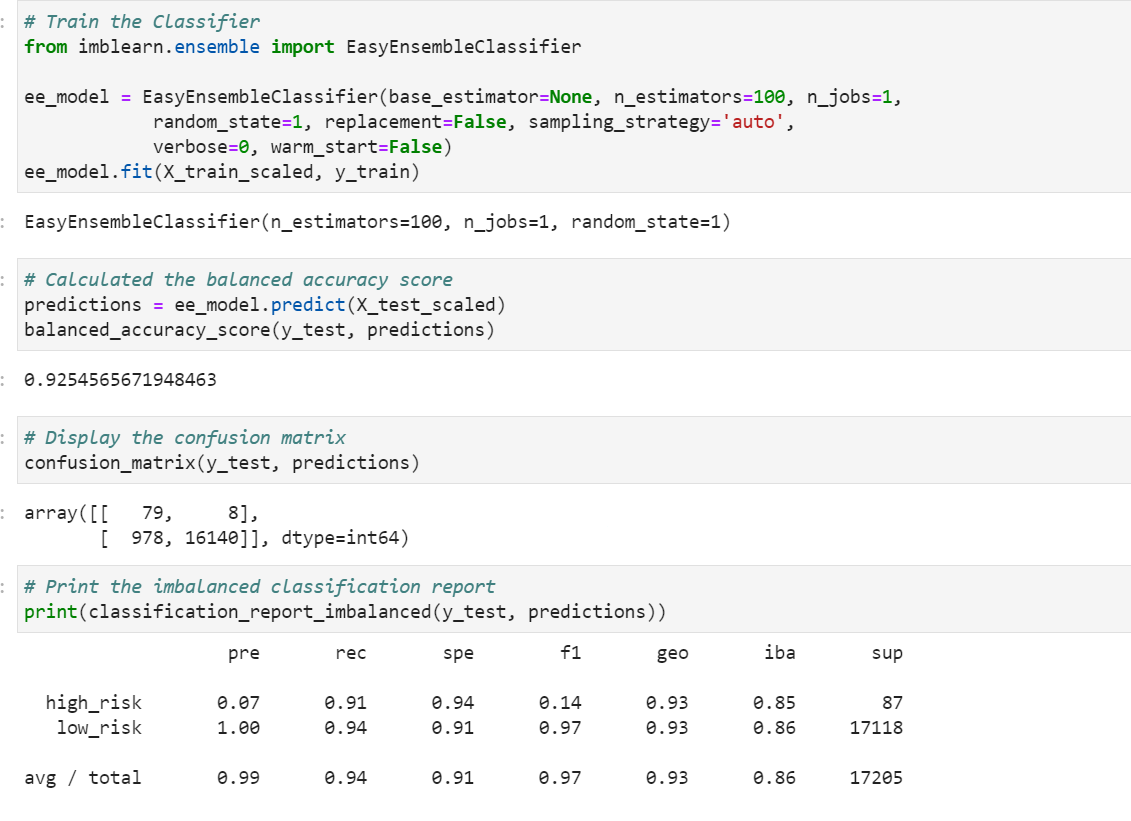 # Train the Classifier
from imblearn.ensemble import EasyEnsembleClassifier
ee_model = EasyEnsembleClassifier(base_estimator=None, n_estimators=100, n_jobs=1,
random_state=1, replacement=False, sampling_strategy='auto',
verbose=0, warm_start=False)
ee_model.fit(X_train_scaled, y_train)
EasyEnsembleClassifier(n_estimators=100, n_jobs=1, random_state=1)
# Calculated the balanced accuracy score
predictions = ee_model.predict(X_test_scaled)
balanced_accuracy_score(y_test, predictions)
0.9254565671948463
# Display the confusion matrix
confusion_matrix(y_test, predictions)
array([[   79,     8],
[  978, 16140]], dtype=int64)
# Print the imbalanced classification report
print(classification_report_imbalanced(y_test, predictions))
pre rec spe f1 geo iba sup
high_risk 0.07 0.91 0.94 0.14 0.93 0.85 87
low_risk 1.00 0.94 0.91 0.97 0.93 0.86 17118
avg / total 0.99 0.94 0.91 0.97 0.93 0.86 17205